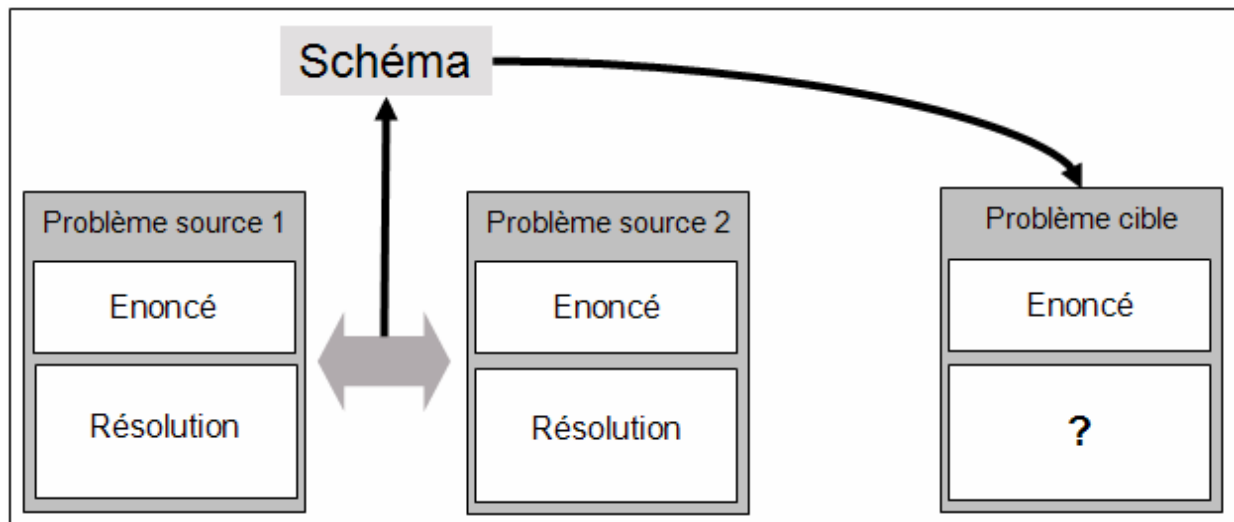 Schéma
Problème source 1
Enoncé
Résolution
Problème source 2
Enoncé
Résolution
Problème cible
Enoncé
?